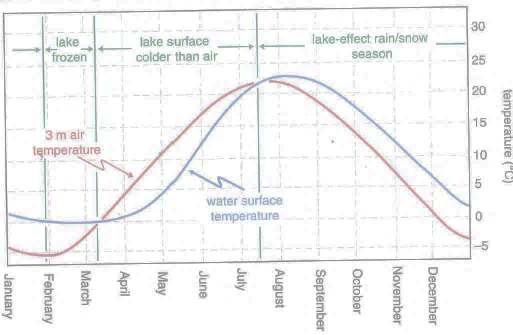 lake
frozen
lake surface
colder than air
lake-effect rain/snow
season
3 m air
temperature
water surface
temperature
30
25
20
15
10
5
0
-5
temperature (°C)
January
February
March
April
May
June
July
August
September
October
November
December